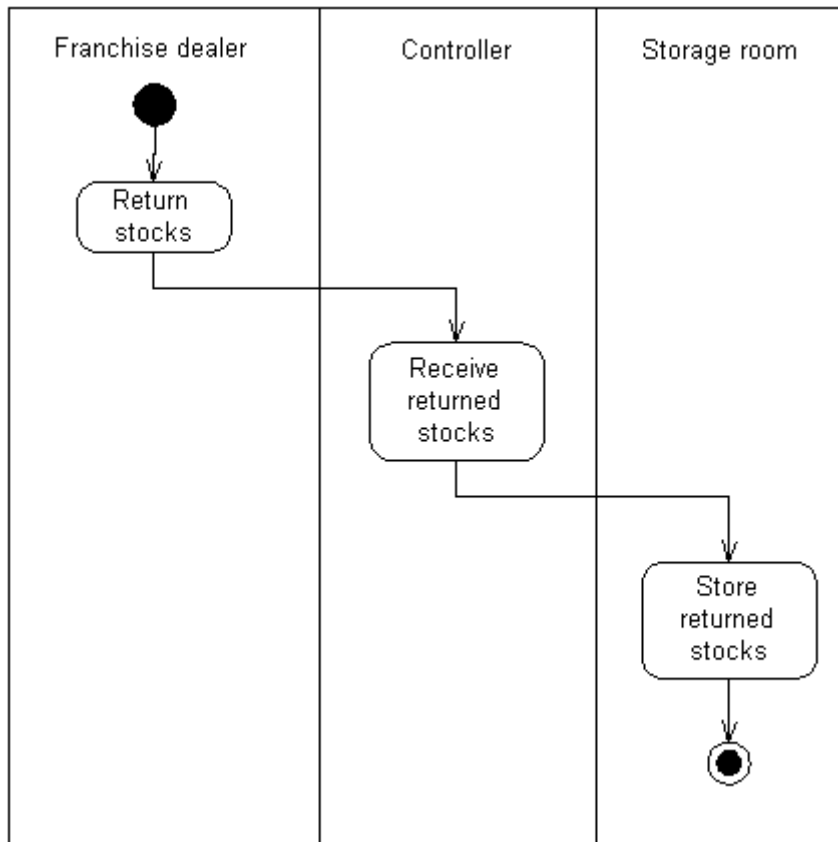 Franchise dealer
Controller
Storage room
Return
stocks
Receive
returned
stocks
Store
returned
stocks